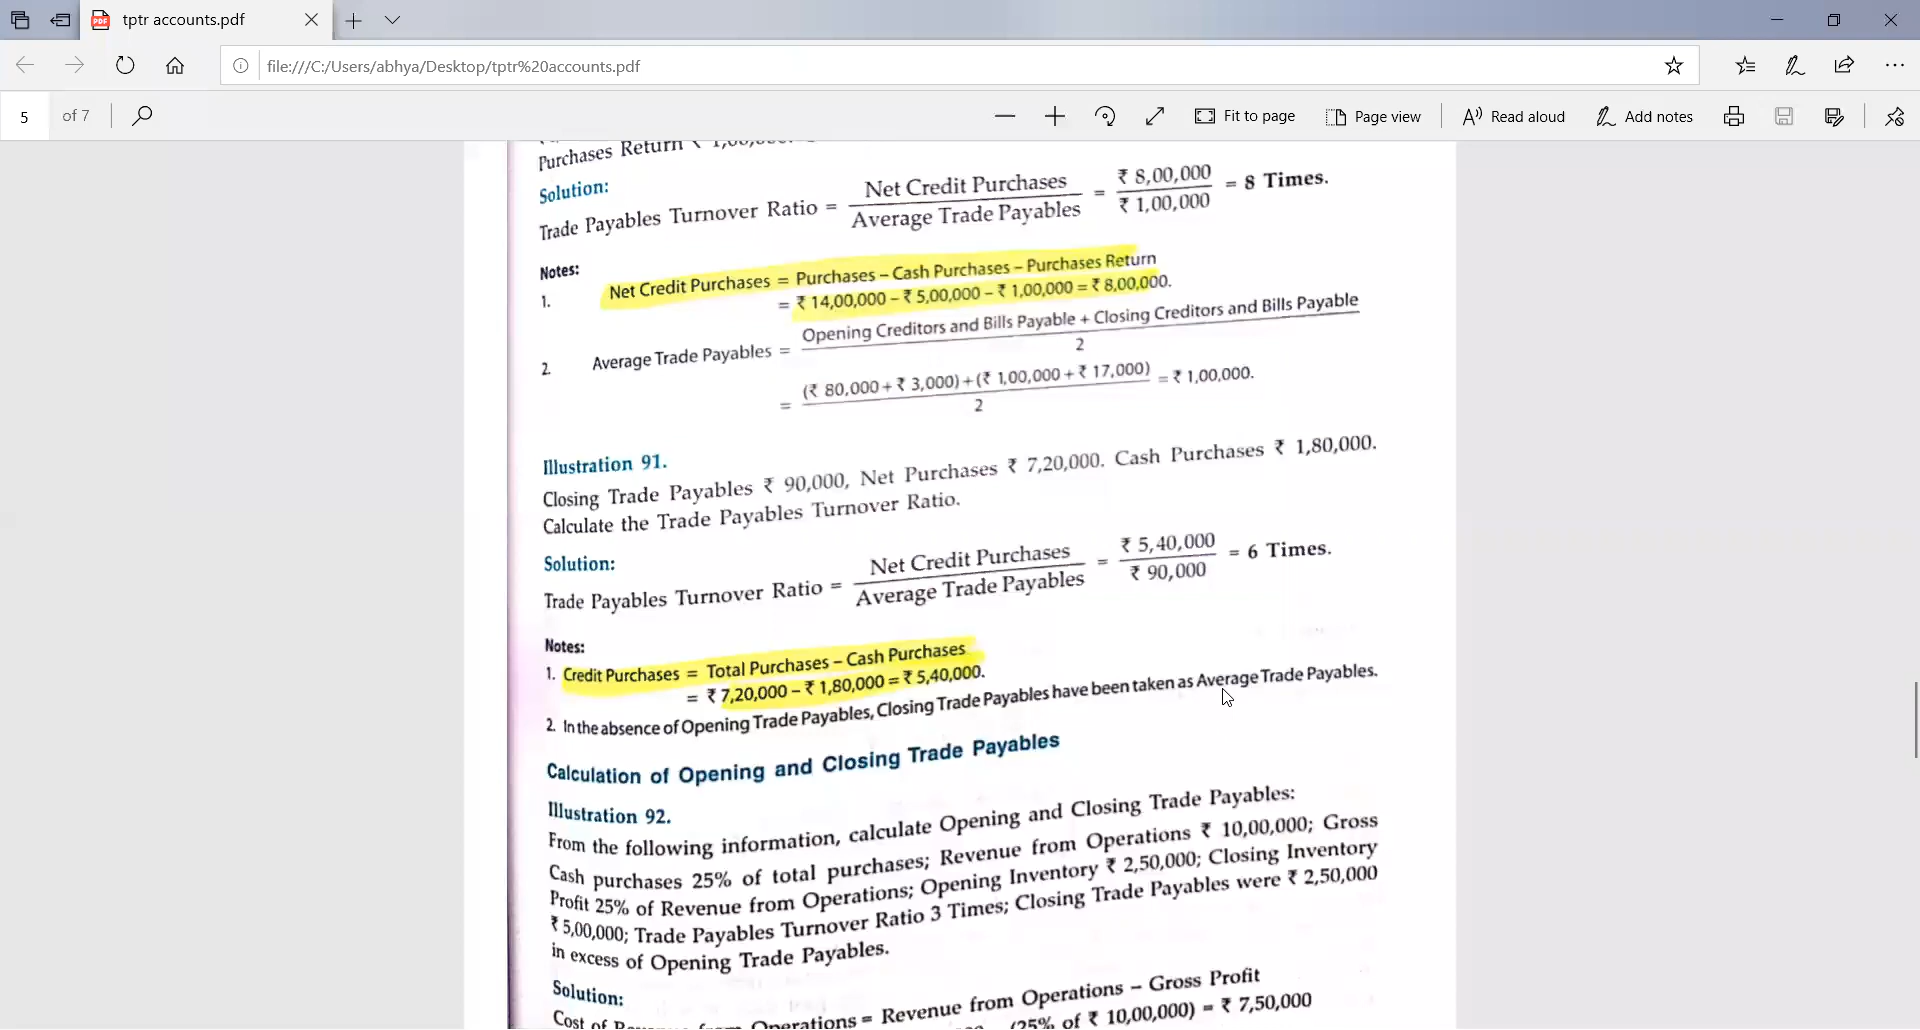 tptr accounts.pdf
file:///C:/Users/abhya/Desktop/tptr%20accounts.pdf
5 of 7
Fit to page
Page view
Read aloud
Add notes
Purchases Return ₹
Solution:
Trade Payables Turnover Ratio = Net Credit Purchases / Average Trade Payables = ₹ 8,00,000 / ₹ 1,00,000 = 8 Times.
Notes:
1. Net Credit Purchases = Purchases – Cash Purchases – Purchases Return
= ₹ 14,00,000 – ₹ 5,00,000 – ₹ 1,00,000 = ₹ 8,00,000.
2. Average Trade Payables = Opening Creditors and Bills Payable + Closing Creditors and Bills Payable / 2
= (₹ 80,000 + ₹ 3,000) + (₹ 1,00,000 + ₹ 17,000) / 2 = ₹ 1,00,000.
Illustration 91.
Closing Trade Payables ₹ 90,000, Net Purchases ₹ 7,20,000. Cash Purchases ₹ 1,80,000.
Calculate the Trade Payables Turnover Ratio.
Solution:
Trade Payables Turnover Ratio = Net Credit Purchases / Average Trade Payables = ₹ 5,40,000 / ₹ 90,000 = 6 Times.
Notes:
1. Credit Purchases = Total Purchases – Cash Purchases
= ₹ 7,20,000 – ₹ 1,80,000 = ₹ 5,40,000.
2. In the absence of Opening Trade Payables, Closing Trade Payables have been taken as Average Trade Payables.
Calculation of Opening and Closing Trade Payables
Illustration 92.
From the following information, calculate Opening and Closing Trade Payables:
Cash purchases 25% of total purchases; Revenue from Operations ₹ 10,00,000; Gross
Profit 25% of Revenue from Operations; Opening Inventory ₹ 2,50,000; Closing Inventory
₹ 5,00,000; Trade Payables Turnover Ratio 3 Times; Closing Trade Payables were ₹ 2,50,000
in excess of Opening Trade Payables.
Solution:
Cost of Operations = Revenue from Operations – Gross Profit
(25% of ₹ 10,00,000) = ₹ 7,50,000